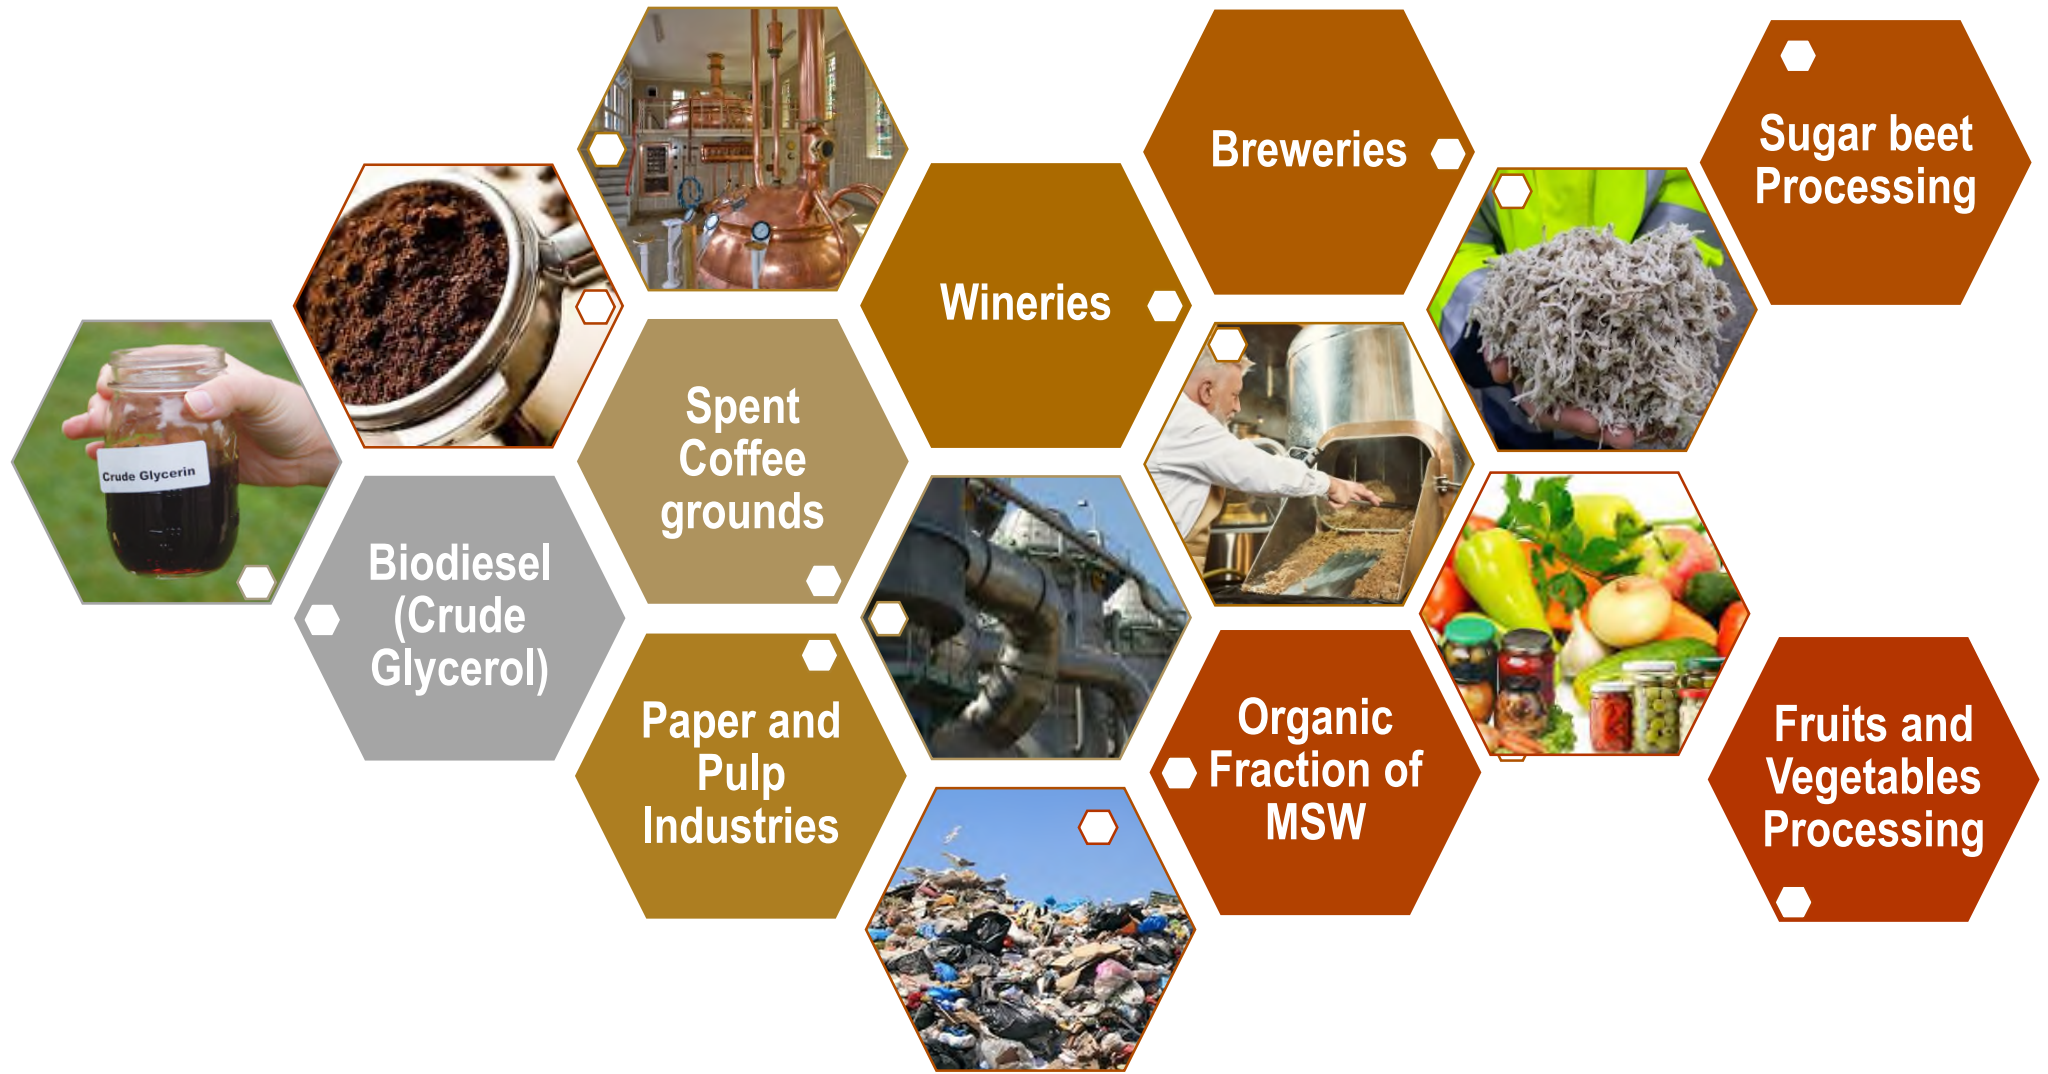 Crude Glycerin
Biodiesel
(Crude
Glycerol)
Spent
Coffee
grounds
Paper and
Pulp
Industries
Wineries
Breweries
Organic
Fraction of
MSW
Sugar beet
Processing
Fruits and
Vegetables
Processing